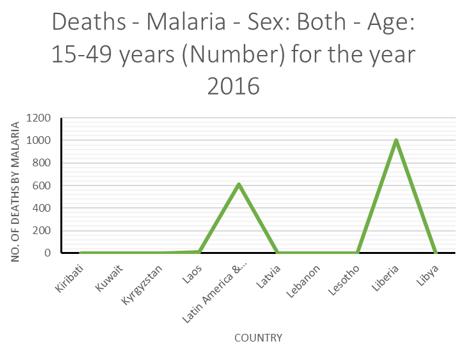 Deaths - Malaria - Sex: Both - Age:
15-49 years (Number) for the year
2016
NO. OF DEATHS BY MALARIA
1200
1000
800
600
400
200
0
Kiribati
Kuwait
Kyrgyzstan
Laos
Latin America &...
Latvia
Lebanon
Lesotho
Liberia
Libya
COUNTRY